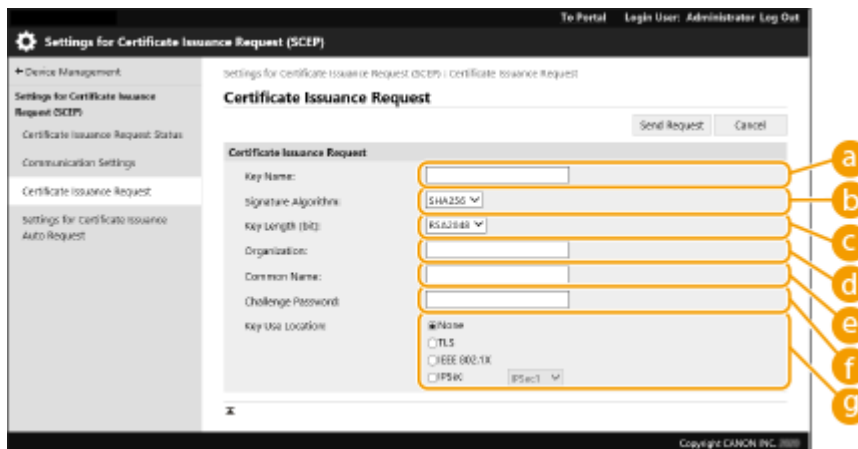 To Portal Login User: Administrator Log Out
Settings for Certificate Issuance Request (SCEP)
Device Management
Settings for Certificate Issuance Request (SCEP) : Certificate Issuance Request
Settings for Certificate Issuance
Request (SCEP)
Certificate Issuance Request Status
Communication Settings
Certificate Issuance Request
Settings for Certificate Issuance
Auto Request
Certificate Issuance Request
Send Request Cancel
Certificate Issuance Request
Key Name: a
Signature Algorithm: SHA256 b
Key Length (bit): RSA2048 c
Organization: d
Common Name: e
Challenge Password: f
Key Use Location: None g
TLS
IEEE 802.1X
IPSec IPSec1
Copyright CANON INC.